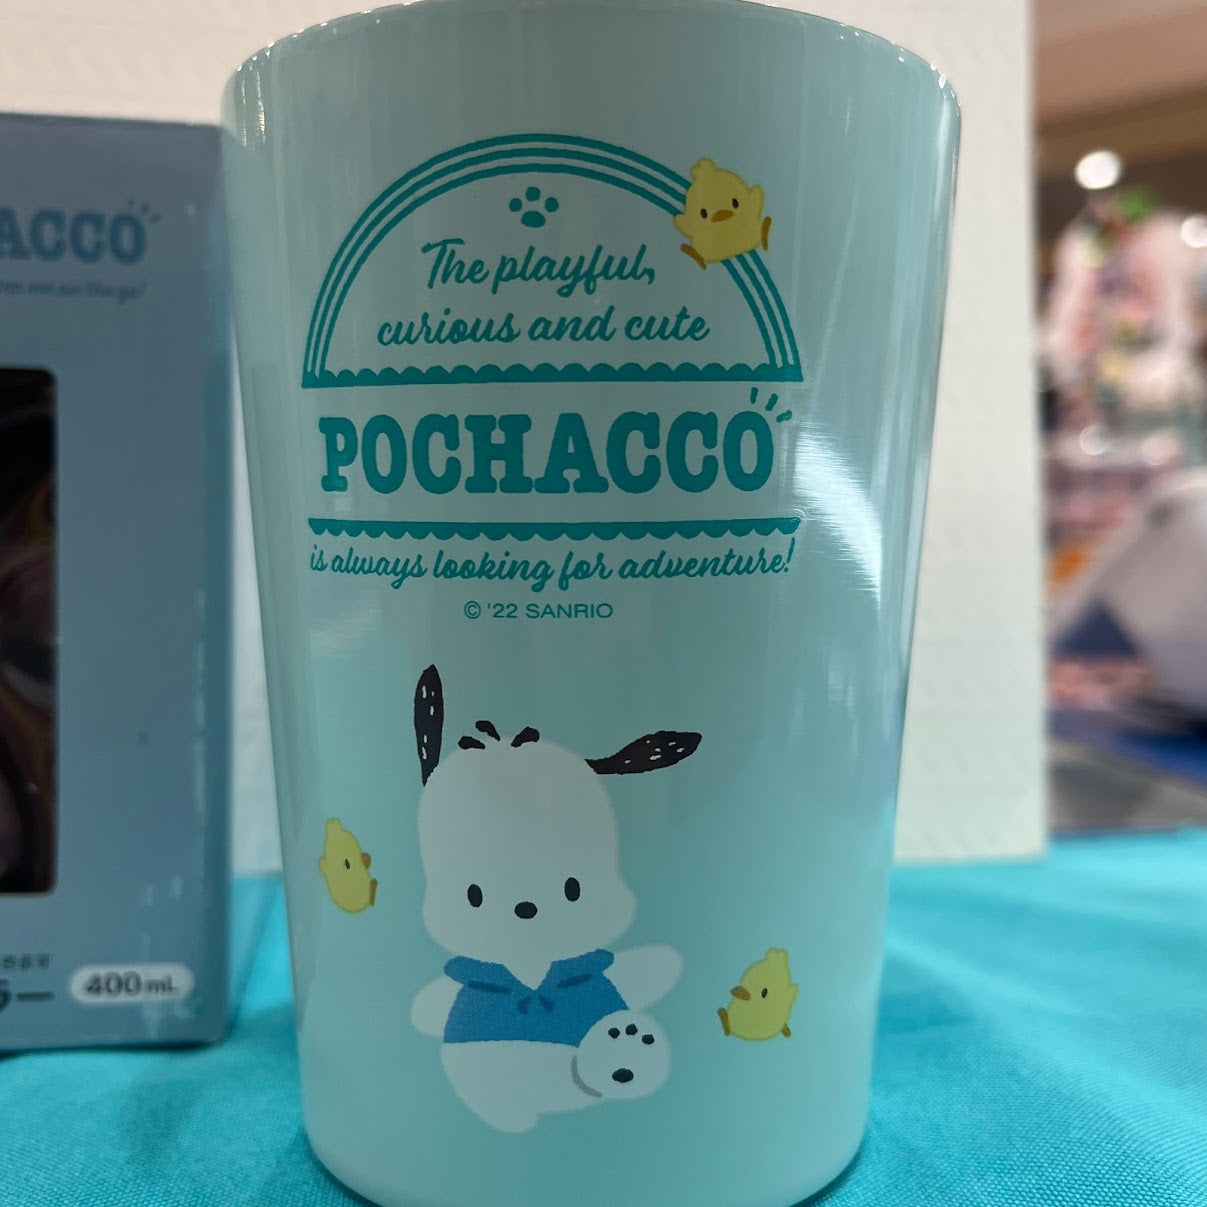 The playful,
curious and cute
POCHACCO
is always looking for adventure!
© '22 SANRIO
ACCO
400mL